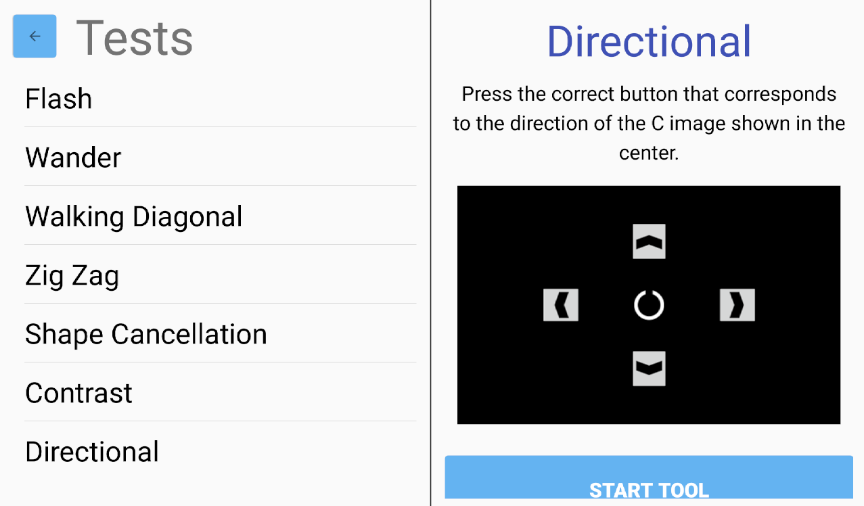 Tests
Flash
Wander
Walking Diagonal
Zig Zag
Shape Cancellation
Contrast
Directional
Directional
Press the correct button that corresponds
to the direction of the C image shown in the
center.
START TOOL